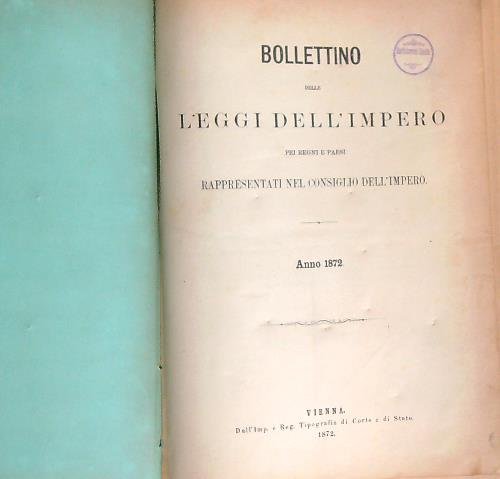 BOLLETTINO
DELLE
LEGGI DELL'IMPERO
PEI REGNI E PAESI
RAPPRESENTATI NEL CONSIGLIO DELL'IMPERO.
Anno 1872.
VIENNA.
Dall'Imp. e Reg. Tipografia di Corte e di Stato.
1872.